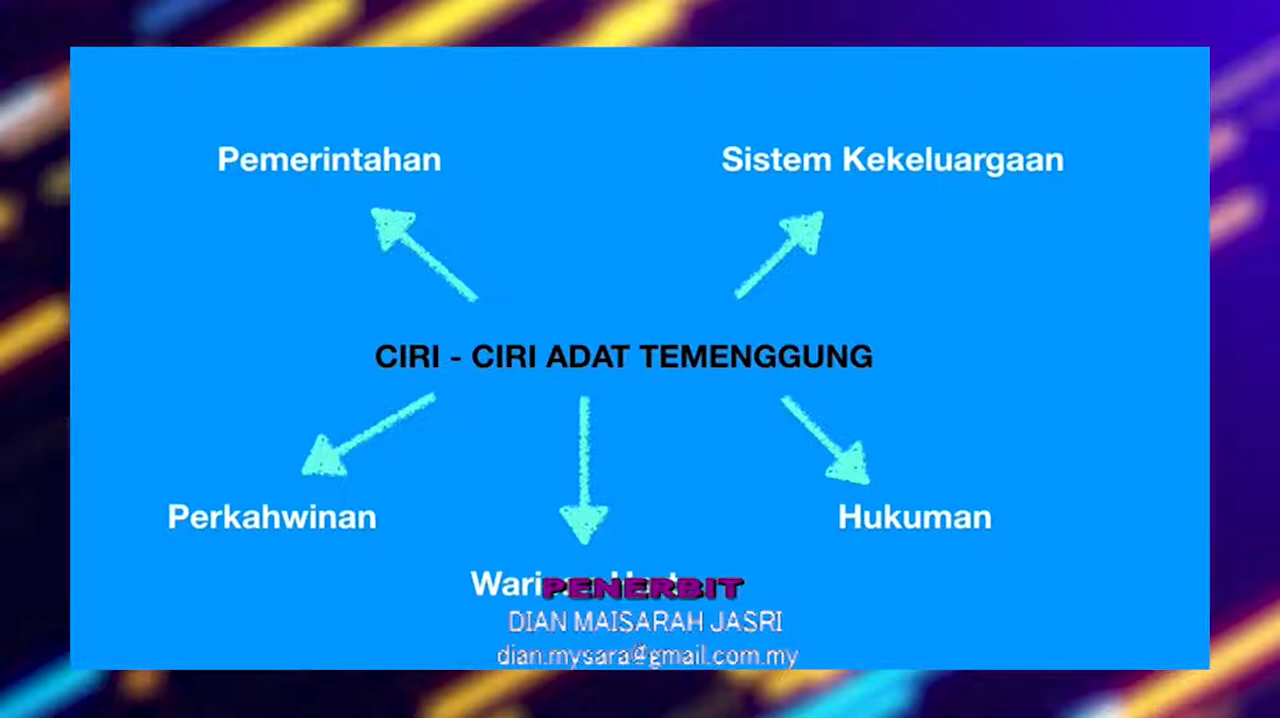 Pemerintahan
Sistem Kekeluargaan
CIRI - CIRI ADAT TEMENGGUNG
Perkahwinan
Hukuman
PENERBIT
DIAN MAISARAH JASRI
dian.mysara@gmail.com.my